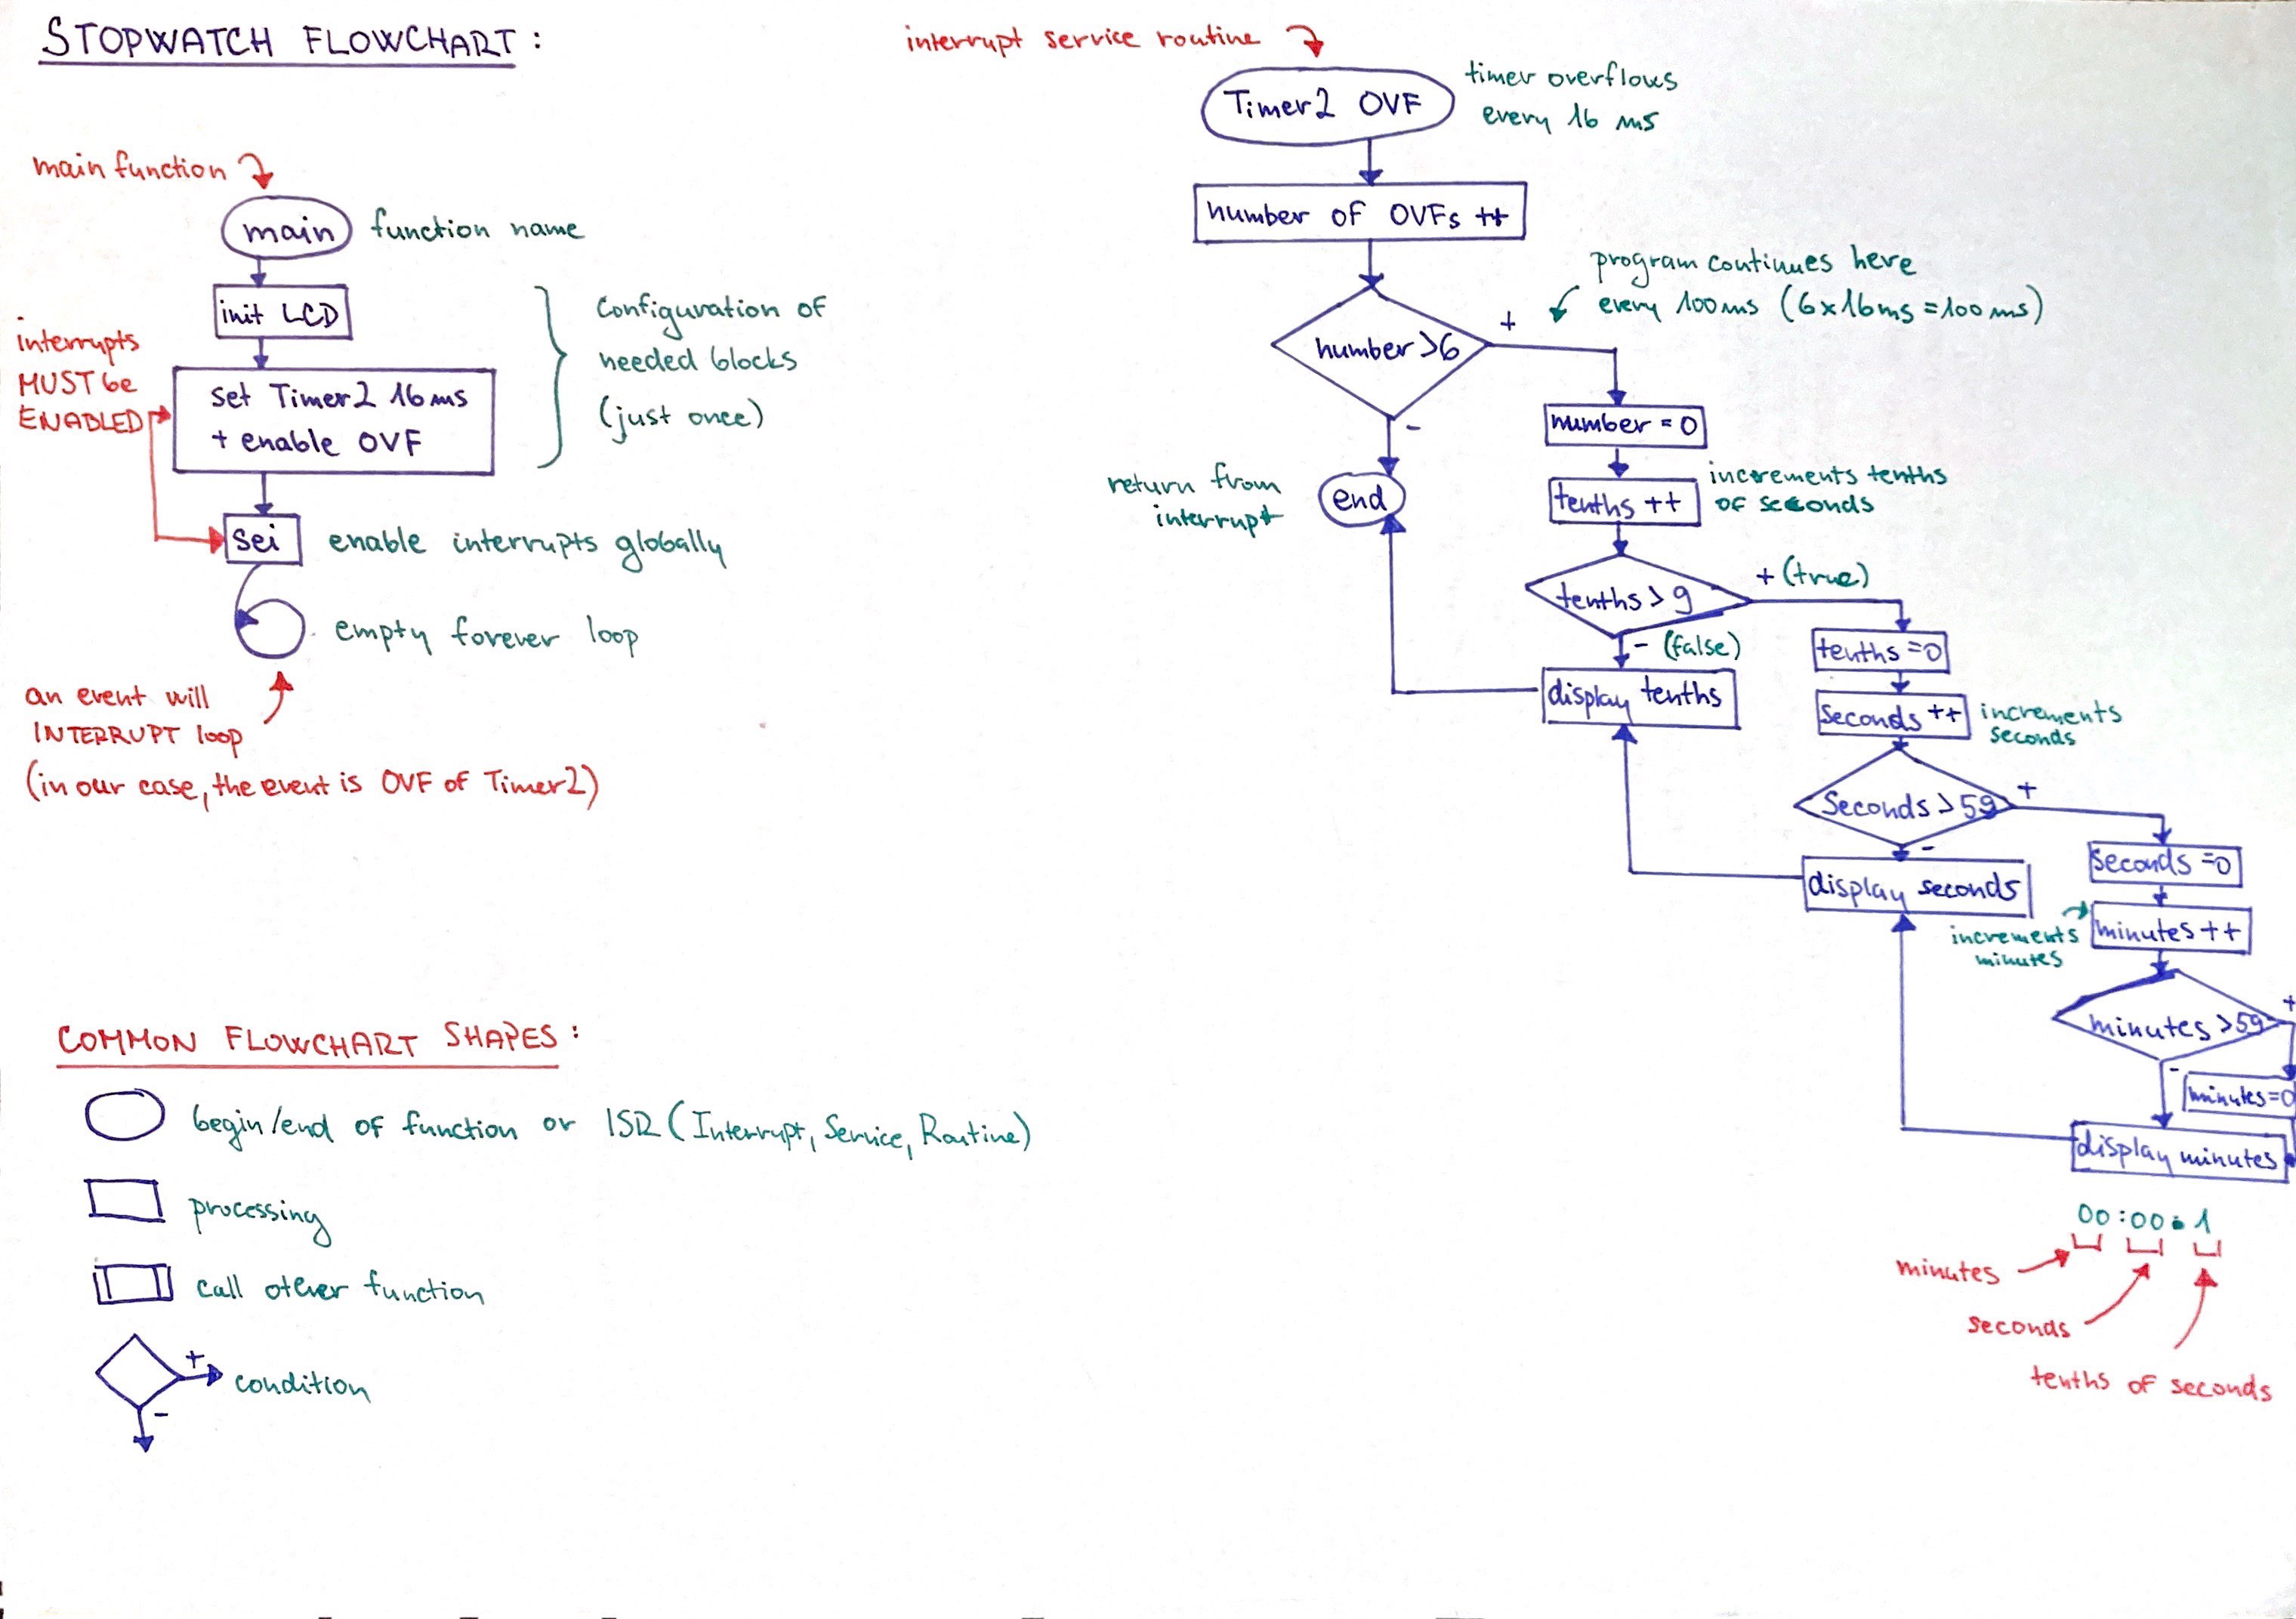 STOPWATCH FLOWCHART :
main function
main
function name
init LCD
set Timer2 16 ms
+ enable OVF
Configuration of
needed blocks
(just once)
interrupts
MUST be
ENABLED
sei
enable interrupts globally
empty forever loop
an event will
INTERRUPT loop
(in our case, the event is OVF of Timer2)
interrupt service routine
Timer2 OVF
timer overflows
every 16 ms
number of OVFs ++
program continues here
every 100 ms (6x16ms = 100 ms)
number > 6
+
-
end
return from
interrupt
number = 0
tenths ++
increments tenths
of seconds
tenths > 9
+ (true)
- (false)
display tenths
tenths = 0
seconds ++
increments
seconds
Seconds > 59
+
-
display seconds
seconds = 0
minutes ++
increments
minutes
minutes > 59
+
-
minutes = 0
display minutes
00:00.1
minutes
seconds
tenths of seconds
COMMON FLOWCHART SHAPES :
begin/end of function or ISR (Interrupt, Service, Routine)
processing
call other function
+
condition
-